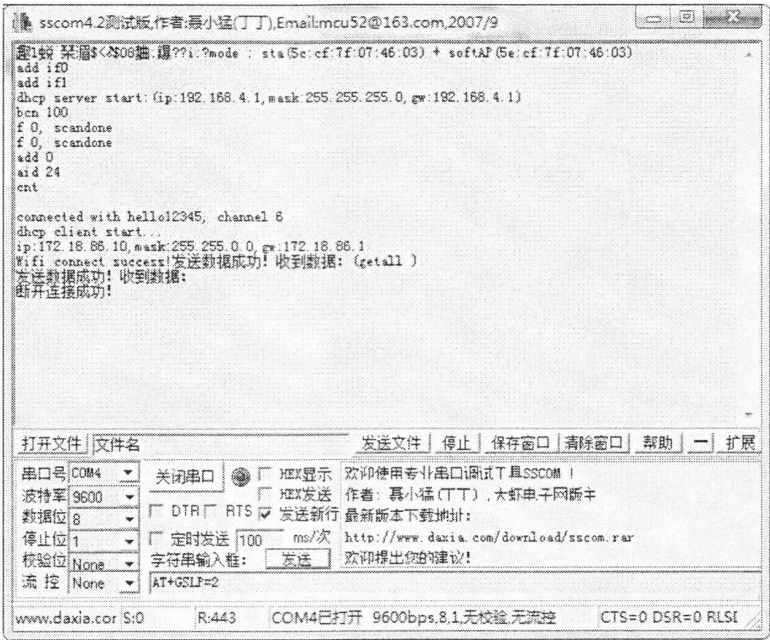 sscom4.2测试版,作者:聂小猛(丁丁),Email:mcu52@163.com,2007/9
??i.?mode : sta(5c:cf:7f:07:46:03) + softAP(5e:cf:7f:07:46:03)
add if0
add if1
dhcp server start:(ip:192.168.4.1,mask:255.255.255.0,gw:192.168.4.1)
bcn 100
f 0, scandone
f 0, scandone
add 0
aid 24
cnt
connected with hello12345, channel 6
dhcp client start...
ip:172.18.86.10,mask:255.255.0.0,gw:172.18.86.1
Wifi connect success!发送数据成功! 收到数据: (getall )
发送数据成功! 收到数据:
断开连接成功!
打开文件 文件名 发送文件 停止 保存窗口 清除窗口 帮助 — 扩展
串口号 COM4 关闭串口 HEX显示 欢迎使用专业串口调试工具SSCOM !
波特率 9600 HEX发送 作者: 聂小猛(丁丁) ,大虾电子网版主
数据位 8 DTR RTS 发送新行 最新版本下载地址:
停止位 1 定时发送 100 ms/次 http://www.daxia.com/download/sscom.rar
校验位 None 字符串输入框: 发送 欢迎提出您的建议!
流 控 None AT+GSLP=2
www.daxia.cor S:0 R:443 COM4已打开 9600bps,8,1,无校验,无流控 CTS=0 DSR=0 RLSI